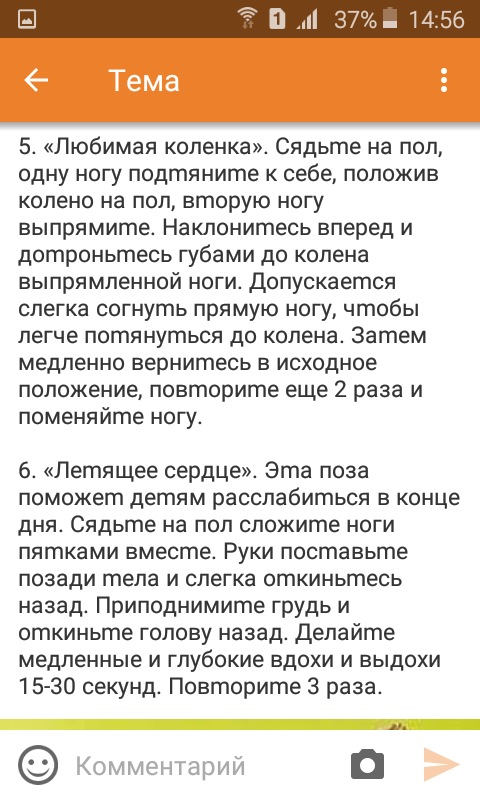 1 37% 14:56
Тема
5. «Любимая коленка». Сядьте на пол,
одну ногу подтяните к себе, положив
колено на пол, вторую ногу
выпрямите. Наклонитесь вперед и
дотроньтесь губами до колена
выпрямленной ноги. Допускается
слегка согнуть прямую ногу, чтобы
легче потянуться до колена. Затем
медленно вернитесь в исходное
положение, повторите еще 2 раза и
поменяйте ногу.
6. «Летящее сердце». Эта поза
поможет детям расслабиться в конце
дня. Сядьте на пол сложите ноги
пятками вместе. Руки поставьте
позади тела и слегка откиньтесь
назад. Приподнимите грудь и
откиньте голову назад. Делайте
медленные и глубокие вдохи и выдохи
15-30 секунд. Повторите 3 раза.
Комментарий